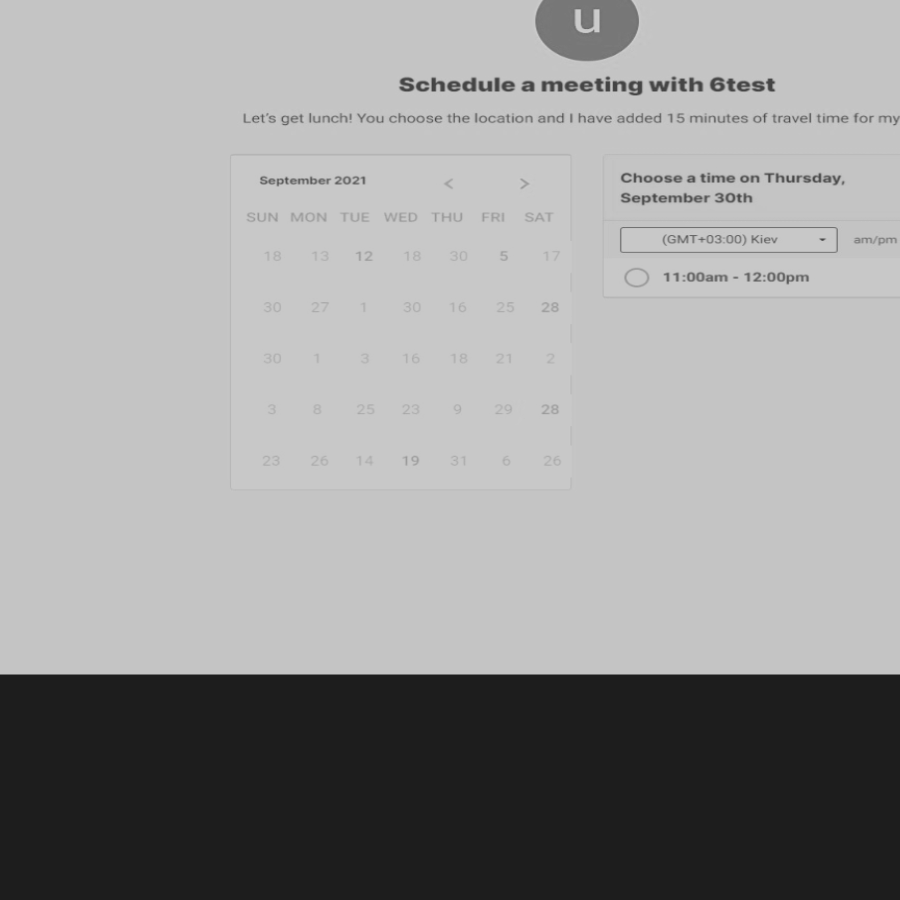 u
Schedule a meeting with 6test
Let's get lunch! You choose the location and I have added 15 minutes of travel time for my
September 2021 < >
SUN MON TUE WED THU FRI SAT
18 13 12 18 30 5 17
30 27 1 30 16 25 28
30 1 3 16 18 21 2
3 8 25 23 9 29 28
23 26 14 19 31 6 26
Choose a time on Thursday,
September 30th
(GMT+03:00) Kiev am/pm
11:00am - 12:00pm